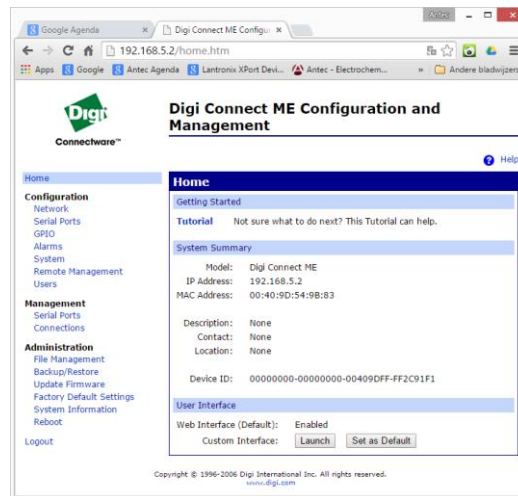 Antec
Google Agenda
Digi Connect ME Configu
192.168.5.2/home.htm
Apps Google Antec Agenda Lantronix XPort Devi... Antec - Electrochem... » Andere bladwijzers
Digi
Connectware™
Digi Connect ME Configuration and
Management
Help
Home
Configuration
Network
Serial Ports
GPIO
Alarms
System
Remote Management
Users
Management
Serial Ports
Connections
Administration
File Management
Backup/Restore
Update Firmware
Factory Default Settings
System Information
Reboot
Logout
Home
Getting Started
Tutorial Not sure what to do next? This Tutorial can help.
System Summary
Model: Digi Connect ME
IP Address: 192.168.5.2
MAC Address: 00:40:9D:54:9B:83
Description: None
Contact: None
Location: None
Device ID: 00000000-00000000-00409DFF-FF2C91F1
User Interface
Web Interface (Default): Enabled
Custom Interface: Launch Set as Default
Copyright © 1996-2006 Digi International Inc. All rights reserved.
www.digi.com